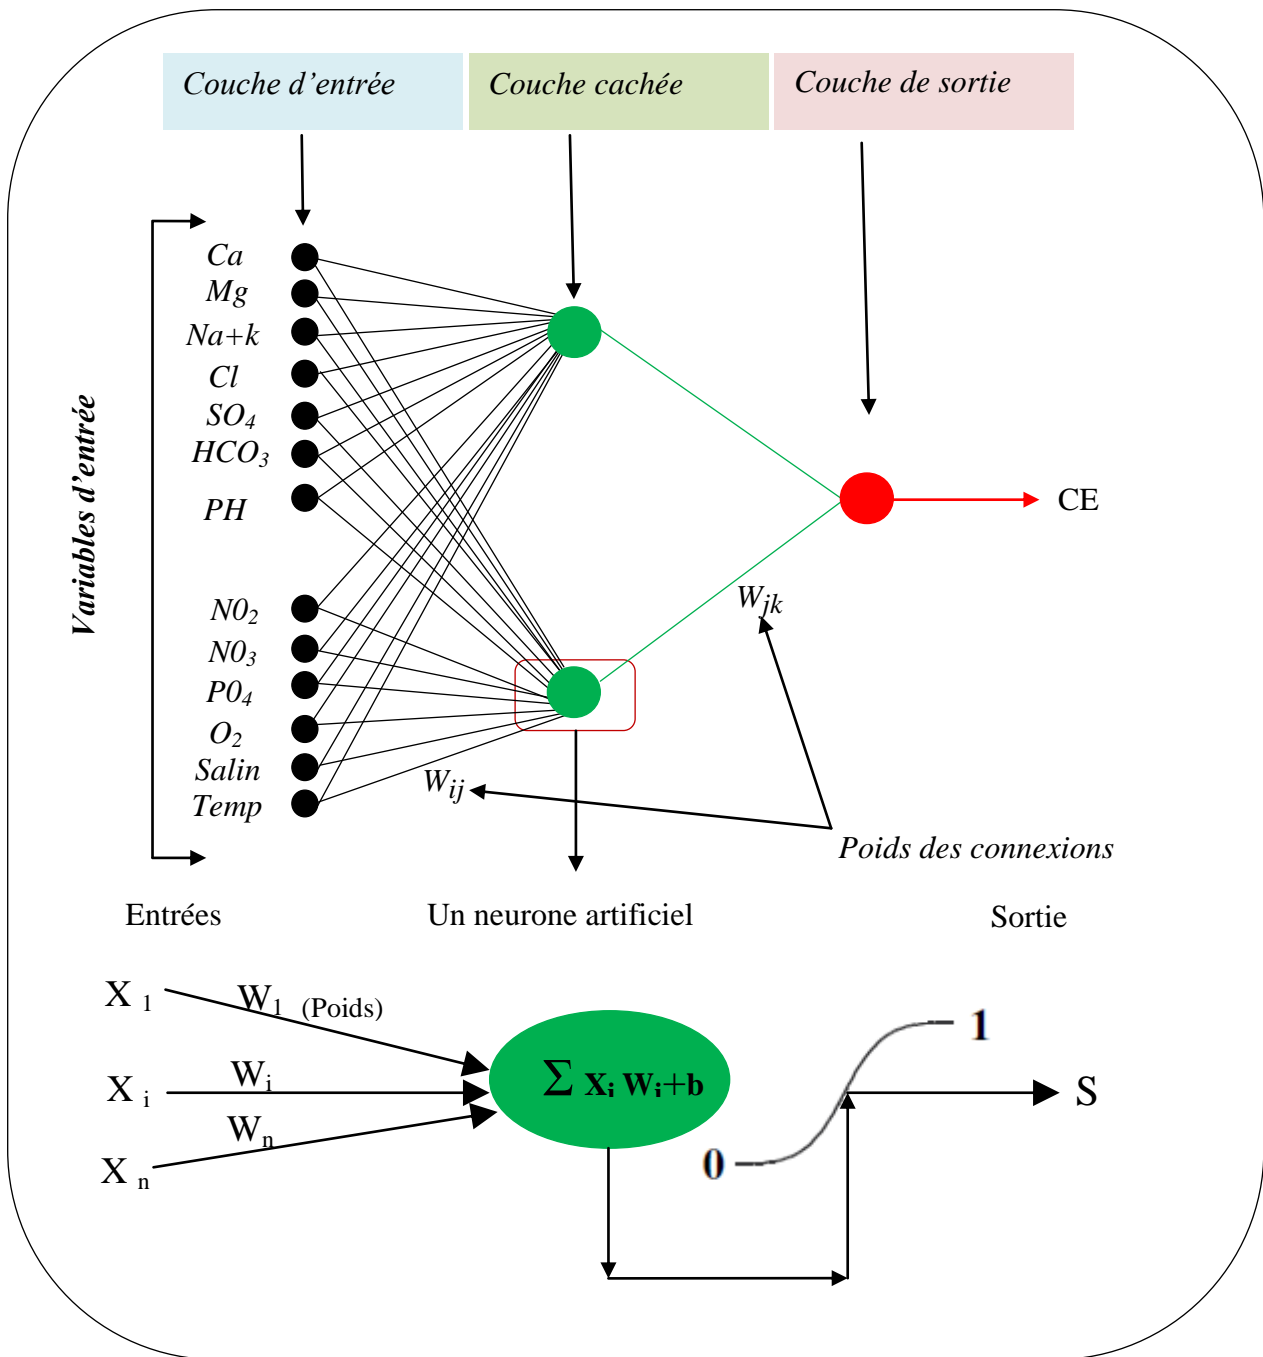 Couche d’entrée
Couche cachée
Couche de sortie
Variables d’entrée
Ca
Mg
Na+k
Cl
SO₄
HCO₃
PH
N0₂
N0₃
P0₄
O₂
Salin
Temp
CE
W_jk
W_ij
Poids des connexions
Entrées
Un neurone artificiel
Sortie
X ₁
W₁ (Poids)
X ᵢ
Wᵢ
X ₙ
Wₙ
∑ Xᵢ Wᵢ+b
0
1
S